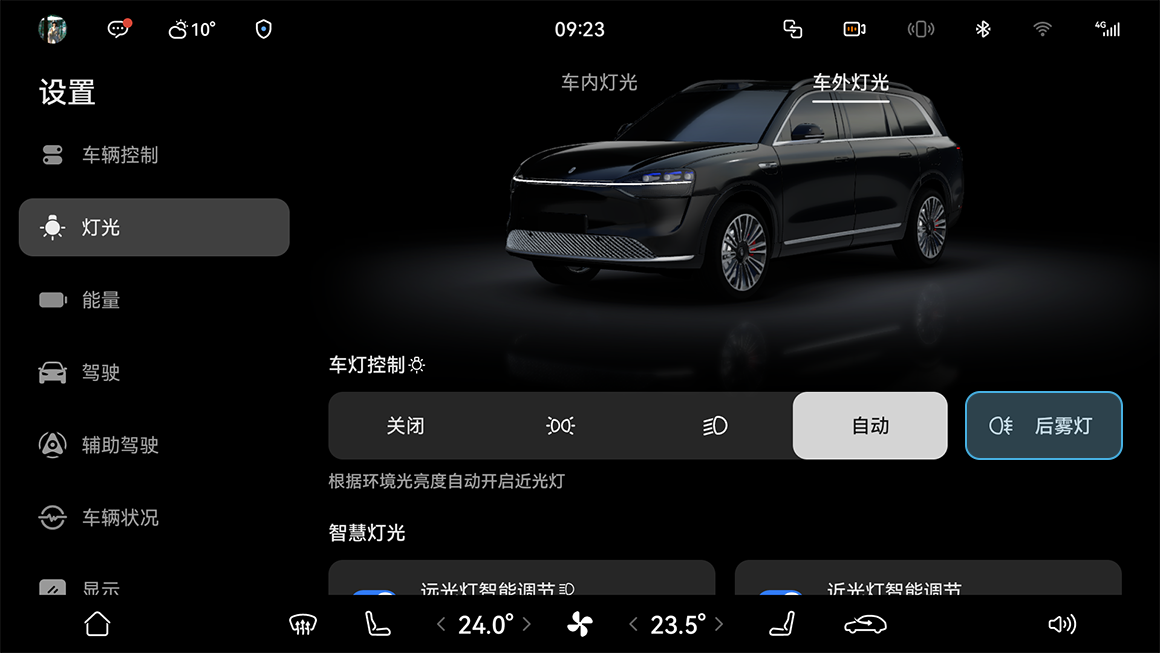 10°
09:23
4G
设置
车内灯光
车外灯光
车辆控制
灯光
能量
驾驶
辅助驾驶
车辆状况
显示
车灯控制
关闭
自动
后雾灯
根据环境光亮度自动开启近光灯
智慧灯光
远光灯智能调节
近光灯智能调节
24.0°
23.5°